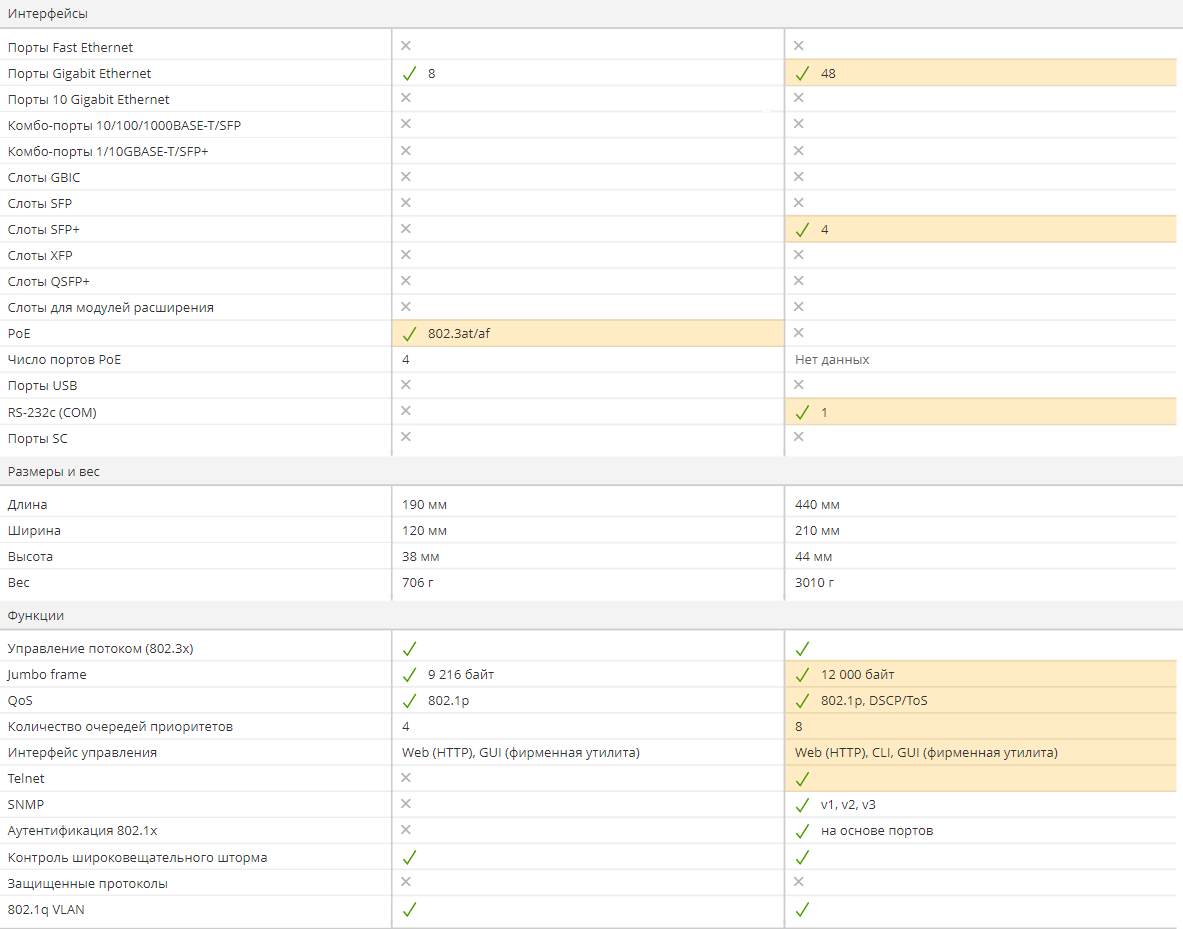 Интерфейсы
Порты Fast Ethernet
Порты Gigabit Ethernet 8 48
Порты 10 Gigabit Ethernet
Комбо-порты 10/100/1000BASE-T/SFP
Комбо-порты 1/10GBASE-T/SFP+
Слоты GBIC
Слоты SFP
Слоты SFP+ 4
Слоты XFP
Слоты QSFP+
Слоты для модулей расширения
PoE 802.3at/af
Число портов PoE 4 Нет данных
Порты USB
RS-232c (COM) 1
Порты SC
Размеры и вес
Длина 190 мм 440 мм
Ширина 120 мм 210 мм
Высота 38 мм 44 мм
Вес 706 г 3010 г
Функции
Управление потоком (802.3x)
Jumbo frame 9 216 байт 12 000 байт
QoS 802.1p 802.1p, DSCP/ToS
Количество очередей приоритетов 4 8
Интерфейс управления Web (HTTP), GUI (фирменная утилита) Web (HTTP), CLI, GUI (фирменная утилита)
Telnet
SNMP v1, v2, v3
Аутентификация 802.1x на основе портов
Контроль широковещательного шторма
Защищенные протоколы
802.1q VLAN